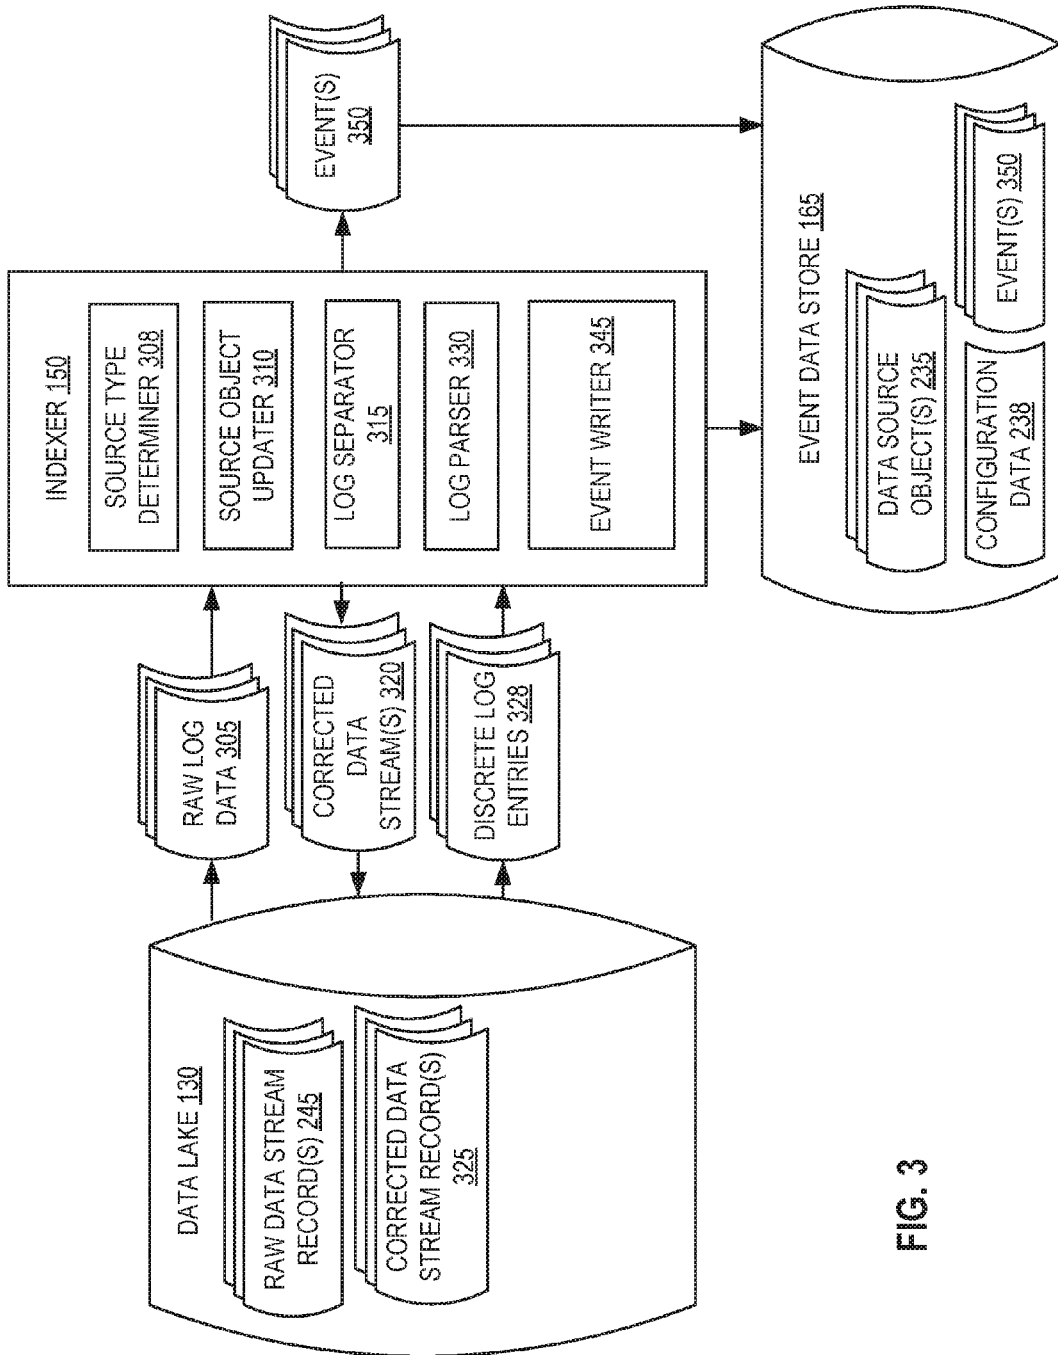 DATA LAKE 130
RAW DATA STREAM
RECORD(S) 245
CORRECTED DATA
STREAM RECORD(S)
325
RAW LOG
DATA 305
CORRECTED
DATA
STREAM(S) 320
DISCRETE LOG
ENTRIES 328
INDEXER 150
SOURCE TYPE
DETERMINER 308
SOURCE OBJECT
UPDATER 310
LOG SEPARATOR
315
LOG PARSER 330
EVENT WRITER 345
EVENT(S)
350
EVENT DATA STORE 165
DATA SOURCE
OBJECT(S) 235
CONFIGURATION
DATA 238
EVENT(S) 350
FIG. 3